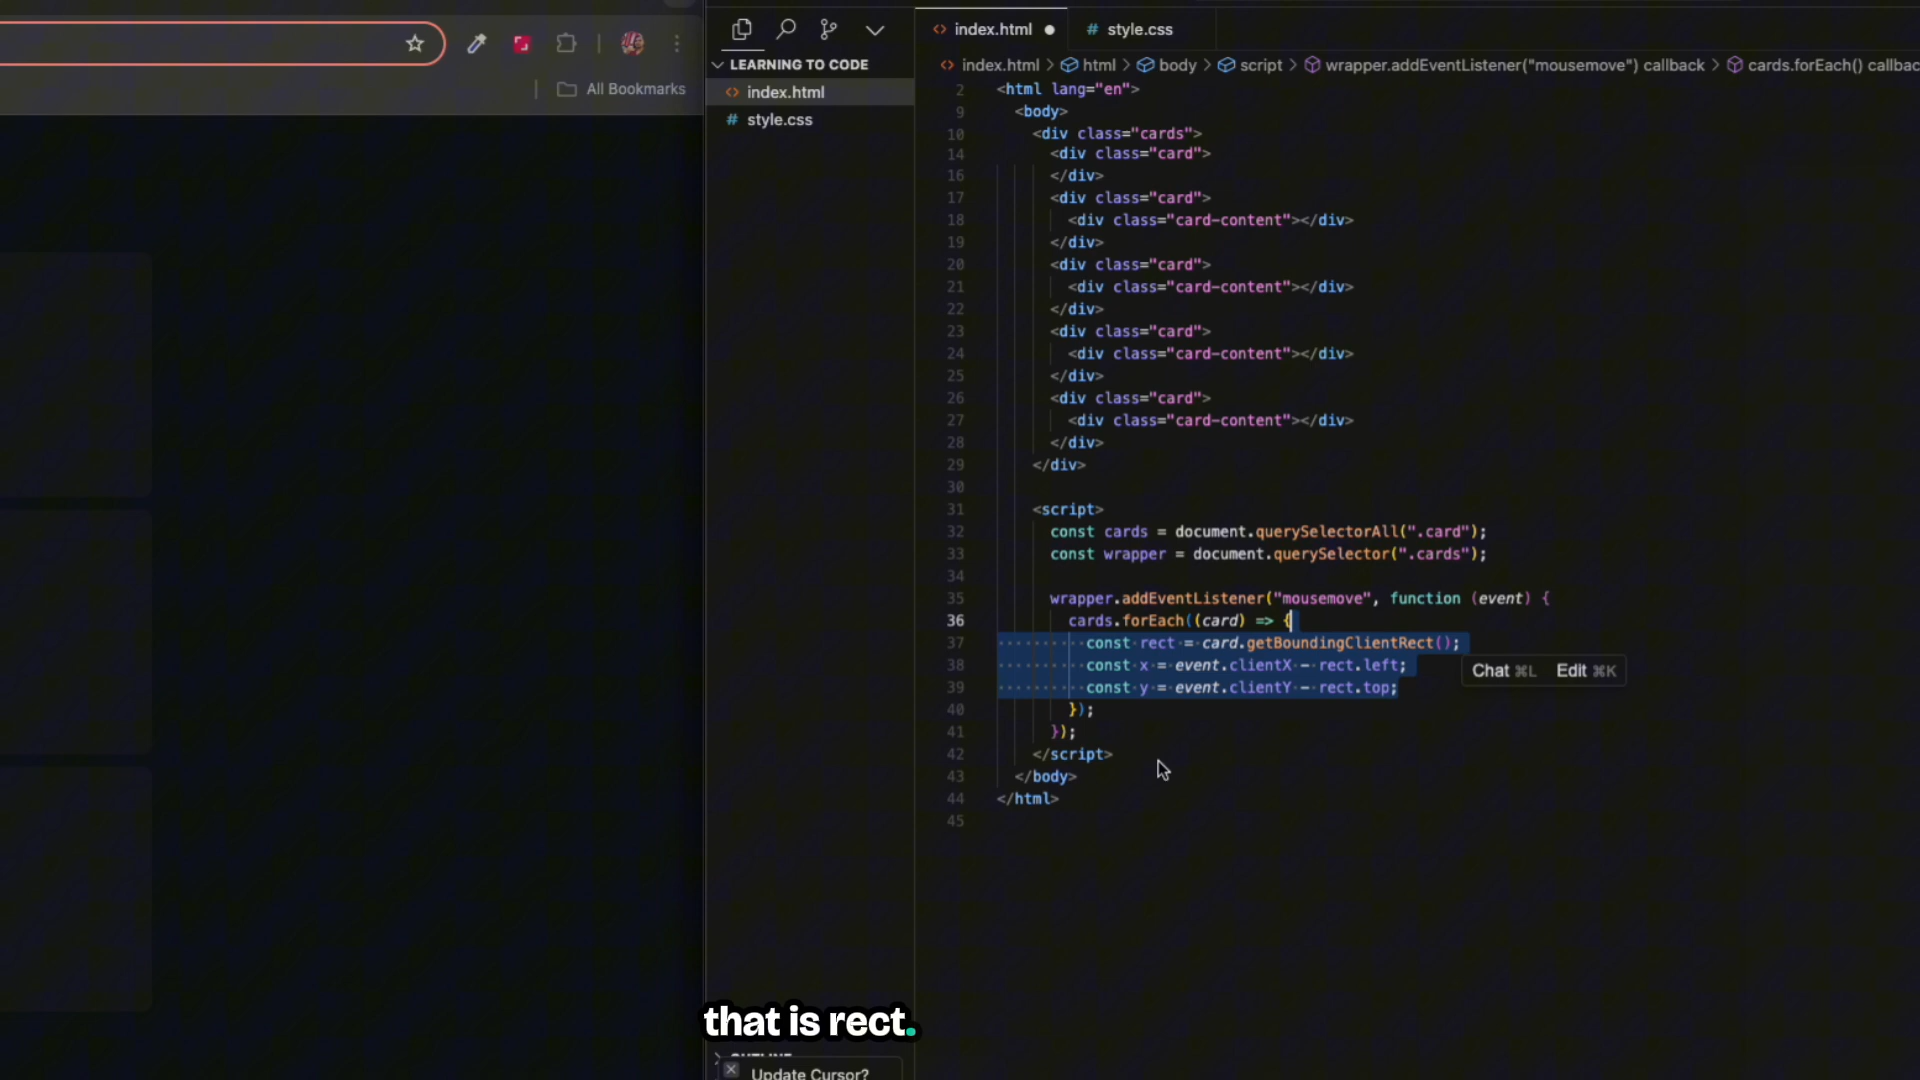 All Bookmarks
LEARNING TO CODE
index.html
style.css
index.html
style.css
index.html > html > body > script > wrapper.addEventListener("mousemove") callback > cards.forEach() callbac
2 <html lang="en">
9 <body>
10 <div class="cards">
14 <div class="card">
16 </div>
17 <div class="card">
18 <div class="card-content"></div>
19 </div>
20 <div class="card">
21 <div class="card-content"></div>
22 </div>
23 <div class="card">
24 <div class="card-content"></div>
25 </div>
26 <div class="card">
27 <div class="card-content"></div>
28 </div>
29 </div>
30
31 <script>
32 const cards = document.querySelectorAll(".card");
33 const wrapper = document.querySelector(".cards");
34
35 wrapper.addEventListener("mousemove", function (event) {
36 cards.forEach((card) => {
37 const rect = card.getBoundingClientRect();
38 const x = event.clientX - rect.left;
39 const y = event.clientY - rect.top;
40 });
41 });
42 </script>
43 </body>
44 </html>
45
Chat ⌘L Edit ⌘K
that is rect.
OUTLINE
Update Cursor?